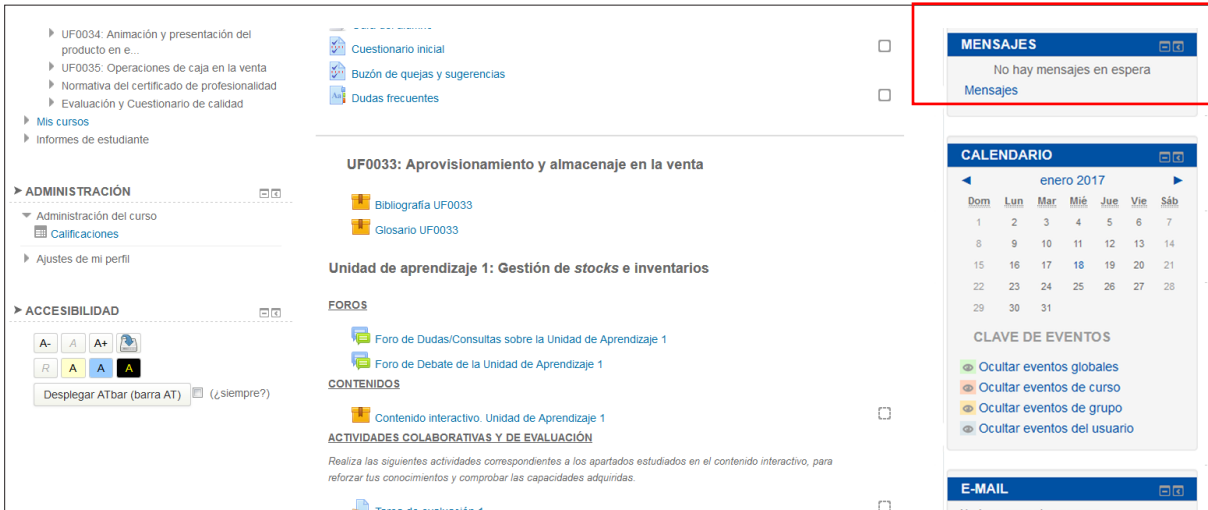 UF0034: Animación y presentación del
producto en e...
UF0035: Operaciones de caja en la venta
Normativa del certificado de profesionalidad
Evaluación y Cuestionario de calidad
Mis cursos
Informes de estudiante
ADMINISTRACIÓN
Administración del curso
Calificaciones
Ajustes de mi perfil
ACCESIBILIDAD
A- A A+
R A A A
Desplegar ATbar (barra AT) (¿siempre?)
Cuestionario inicial
Buzón de quejas y sugerencias
Dudas frecuentes
UF0033: Aprovisionamiento y almacenaje en la venta
Bibliografía UF0033
Glosario UF0033
Unidad de aprendizaje 1: Gestión de stocks e inventarios
FOROS
Foro de Dudas/Consultas sobre la Unidad de Aprendizaje 1
Foro de Debate de la Unidad de Aprendizaje 1
CONTENIDOS
Contenido interactivo. Unidad de Aprendizaje 1
ACTIVIDADES COLABORATIVAS Y DE EVALUACIÓN
Realiza las siguientes actividades correspondientes a los apartados estudiados en el contenido interactivo, para
reforzar tus conocimientos y comprobar las capacidades adquiridas.
Tarea de evaluación 1
MENSAJES
No hay mensajes en espera
Mensajes
CALENDARIO
enero 2017
Dom Lun Mar Mié Jue Vie Sáb
1 2 3 4 5 6 7
8 9 10 11 12 13 14
15 16 17 18 19 20 21
22 23 24 25 26 27 28
29 30 31
CLAVE DE EVENTOS
Ocultar eventos globales
Ocultar eventos de curso
Ocultar eventos de grupo
Ocultar eventos del usuario
E-MAIL